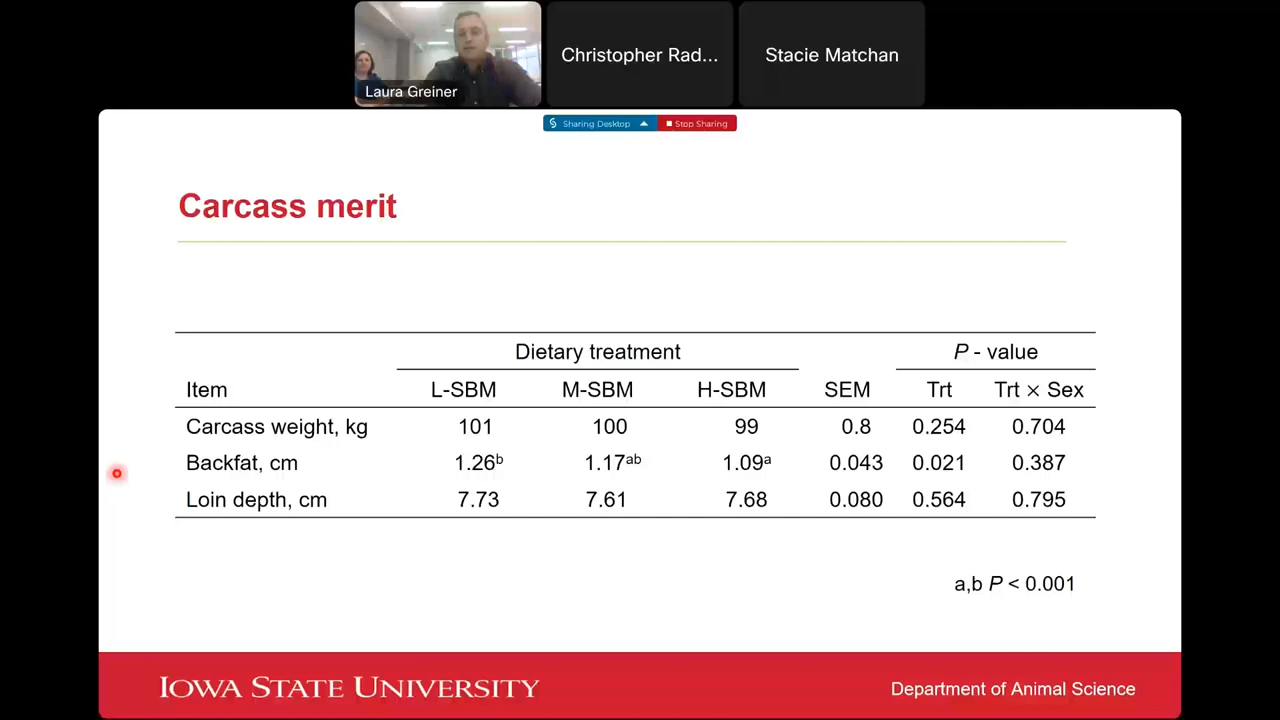 Laura Greiner
Christopher Rad...
Stacie Matchan
Sharing Desktop
Stop Sharing
Carcass merit
Dietary treatment P - value
Item L-SBM M-SBM H-SBM SEM Trt Trt × Sex
Carcass weight, kg 101 100 99 0.8 0.254 0.704
Backfat, cm 1.26b 1.17ab 1.09a 0.043 0.021 0.387
Loin depth, cm 7.73 7.61 7.68 0.080 0.564 0.795
a,b P < 0.001
IOWA STATE UNIVERSITY
Department of Animal Science